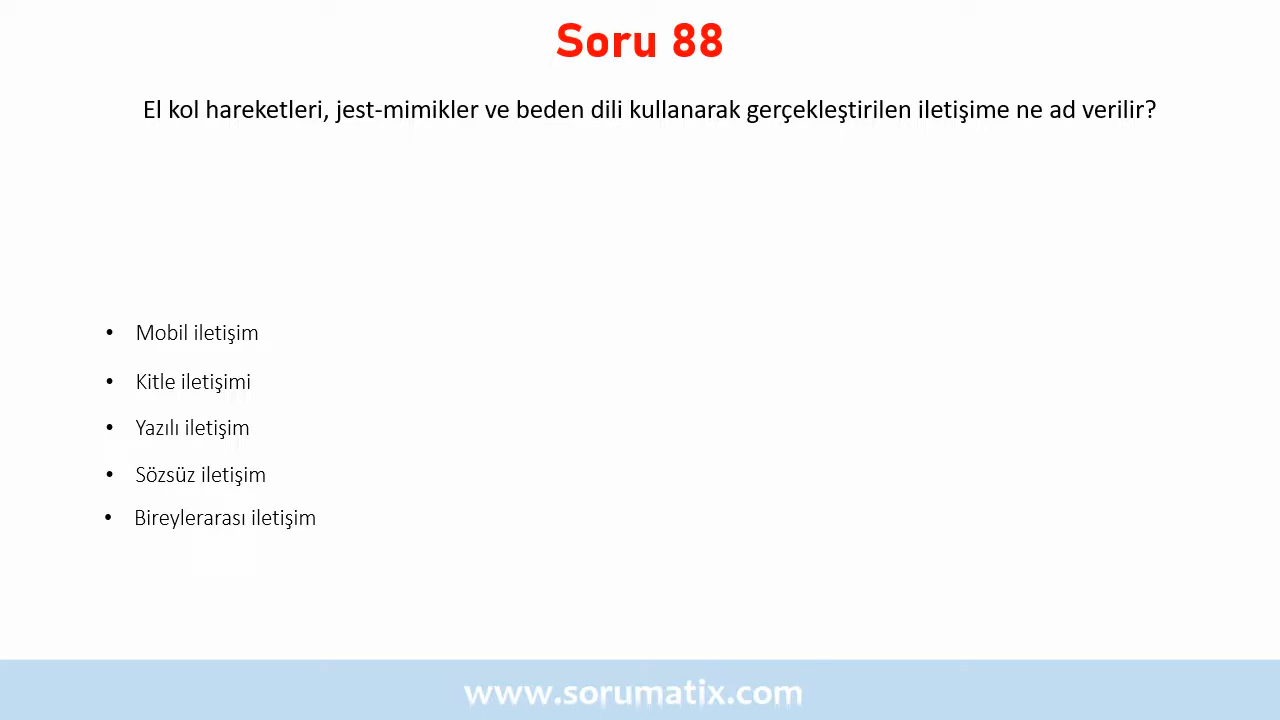 Soru 88
El kol hareketleri, jest-mimikler ve beden dili kullanarak gerçekleştirilen iletişime ne ad verilir?
• Mobil iletişim
• Kitle iletişimi
• Yazılı iletişim
• Sözsüz iletişim
• Bireylerarası iletişim
www.sorumatix.com